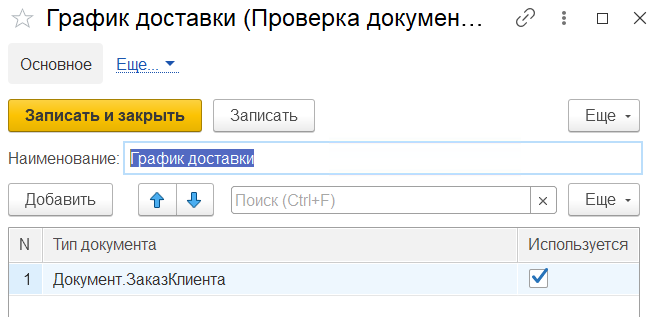 График доставки (Проверка докумен...
Основное Еще...
Записать и закрыть Записать Еще
Наименование: График доставки
Добавить Поиск (Ctrl+F) × Еще
N Тип документа Используется
1 Документ.ЗаказКлиента